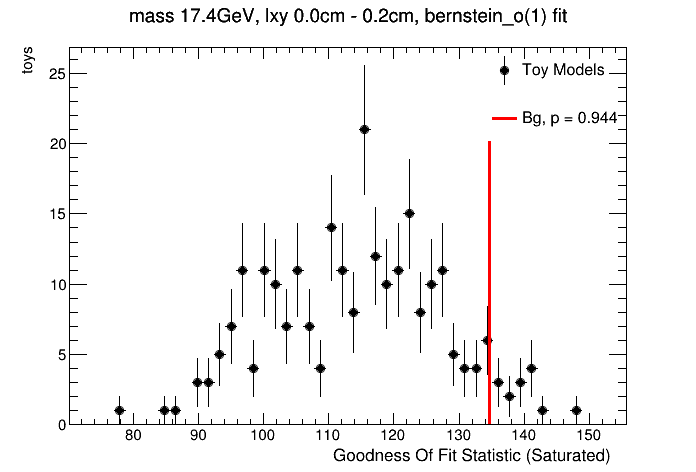 mass 17.4GeV, lxy 0.0cm - 0.2cm, bernstein_o(1) fit
toys
25
20
15
10
5
0
Toy Models
Bg, p = 0.944
80 90 100 110 120 130 140 150
Goodness Of Fit Statistic (Saturated)